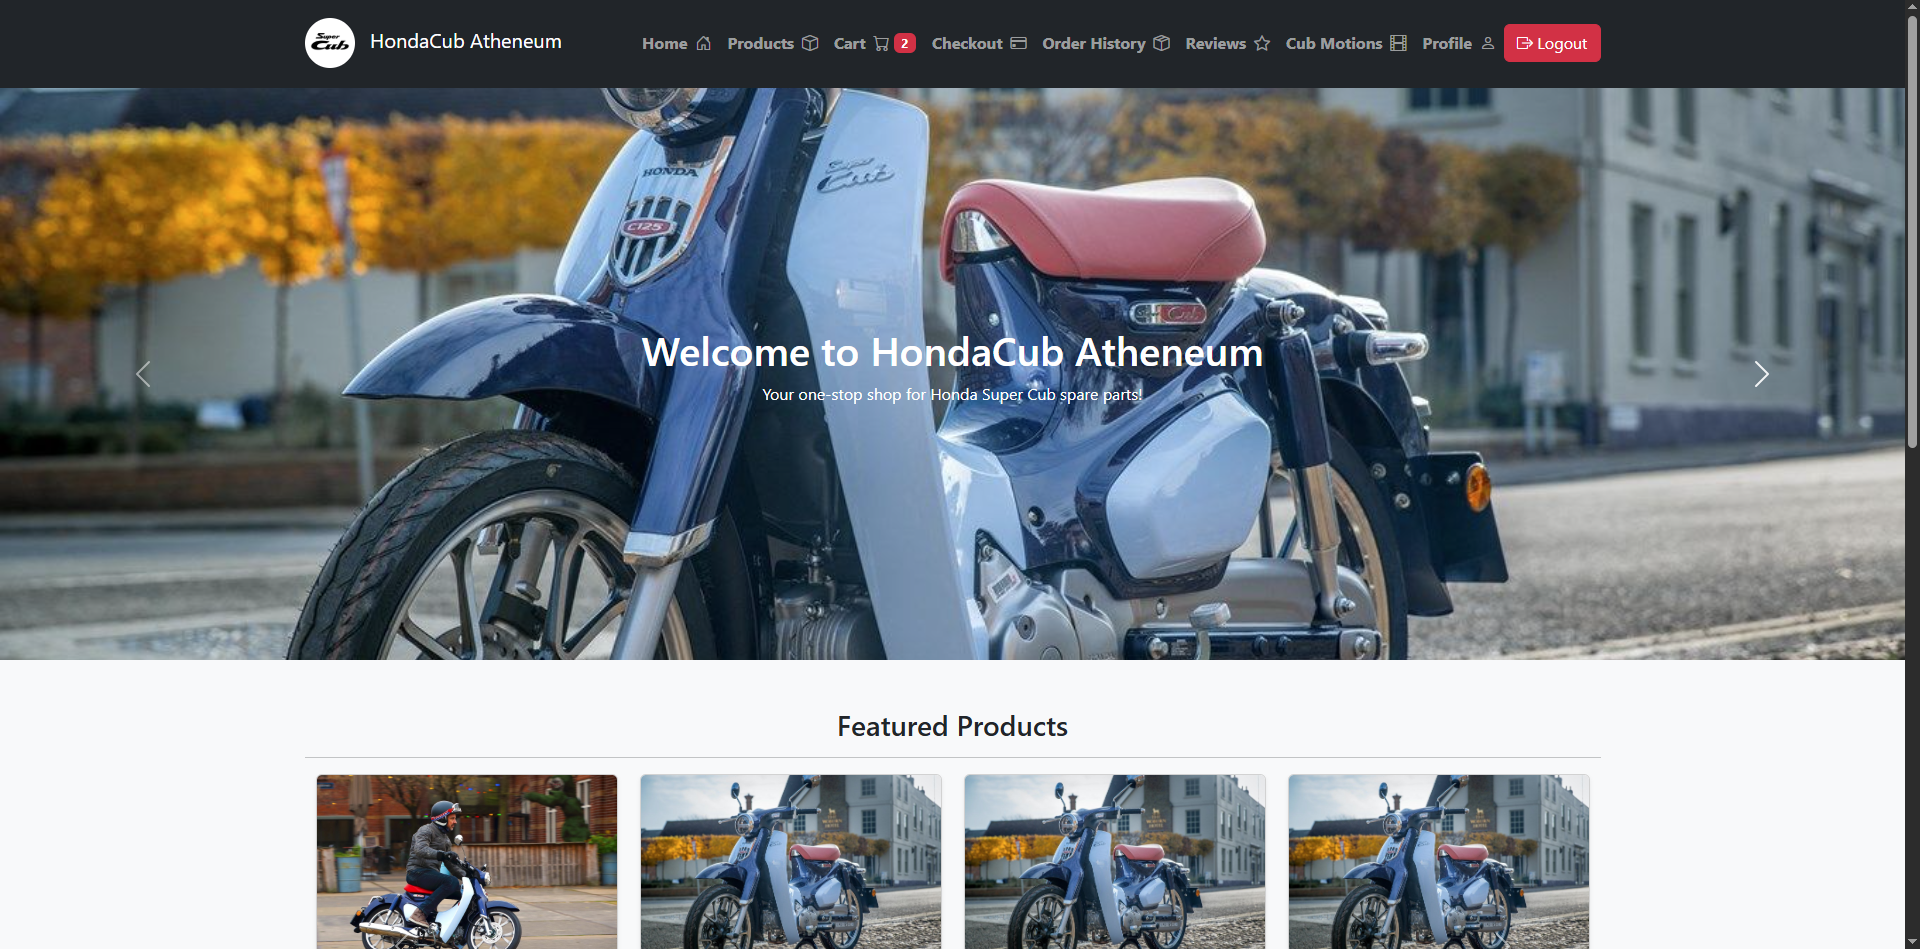 Super
Cub
HondaCub Atheneum
Home
Products
Cart 2
Checkout
Order History
Reviews
Cub Motions
Profile
Logout
HONDA
C125
Super
Cub
Cub
Welcome to HondaCub Atheneum
Your one-stop shop for Honda Super Cub spare parts!
Featured Products